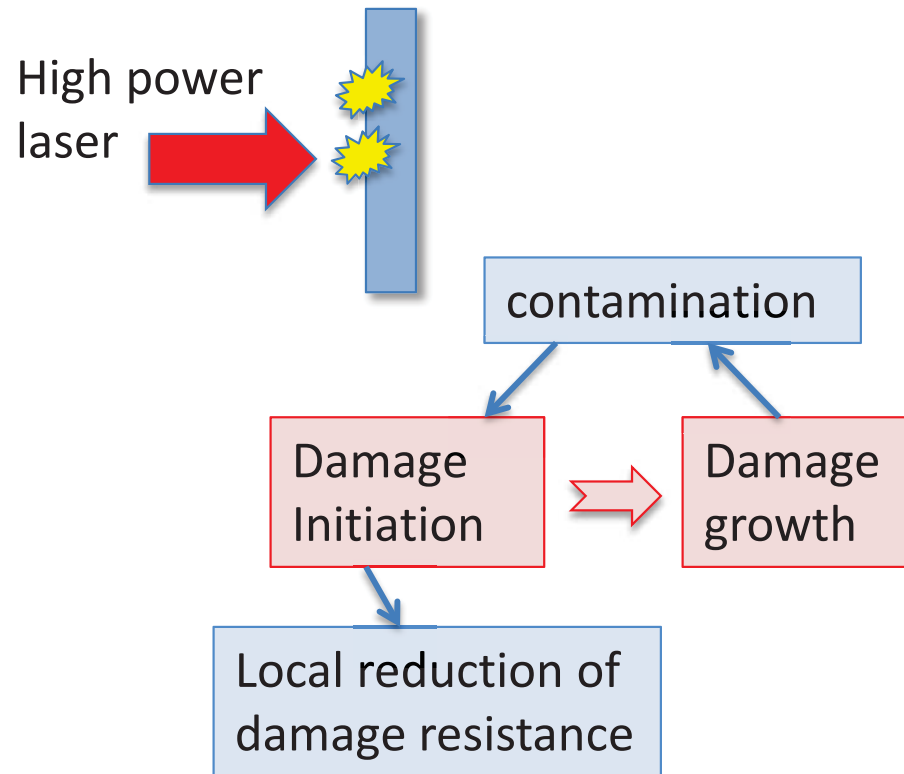 High power
laser
contamination
Damage
Initiation
Damage
growth
Local reduction of
damage resistance